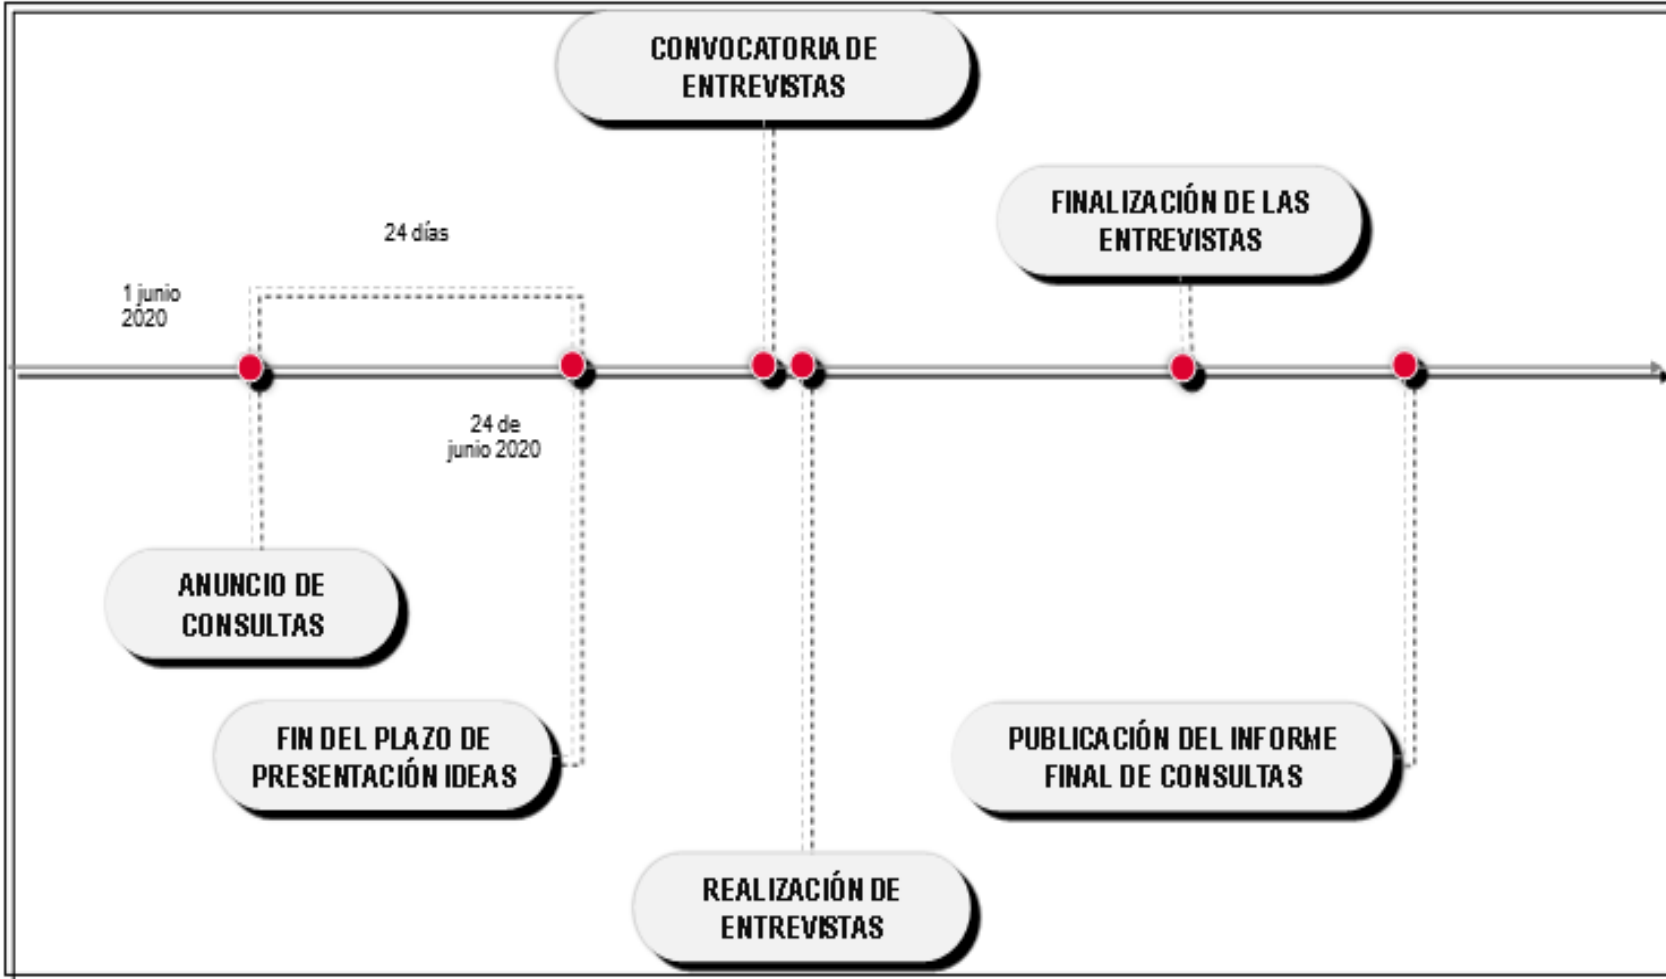 CONVOCATORIA DE
ENTREVISTAS
FINALIZACIÓN DE LAS
ENTREVISTAS
24 días
1 junio
2020
24 de
junio 2020
ANUNCIO DE
CONSULTAS
FIN DEL PLAZO DE
PRESENTACIÓN IDEAS
PUBLICACIÓN DEL INFORME
FINAL DE CONSULTAS
REALIZACIÓN DE
ENTREVISTAS